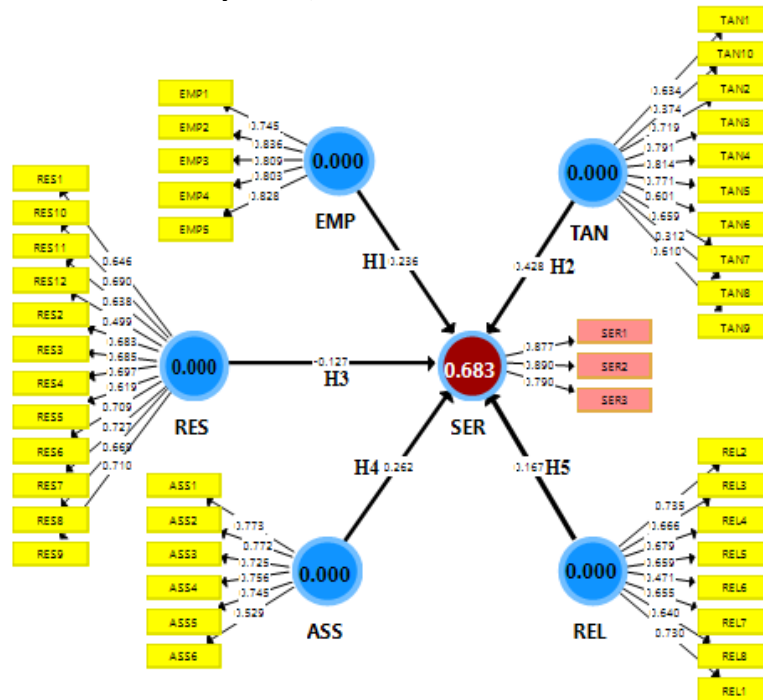 TAN1
TAN10
TAN2
TAN3
TAN4
TAN5
TAN6
TAN7
TAN8
TAN9
0.634
0.374
0.719
0.791
0.814
0.771
0.601
0.659
0.312
0.610
0.000
TAN
EMP1
EMP2
EMP3
EMP4
EMP5
0.745
0.836
0.809
0.803
0.828
0.000
EMP
H1 0.236
0.428 H2
RES1
RES10
RES11
RES12
RES2
RES3
RES4
RES5
RES6
RES7
RES8
RES9
0.646
0.690
0.638
0.499
0.683
0.685
0.697
0.619
0.709
0.727
0.710
0.000
RES
-0.127
H3
0.683
SER
0.877
0.890
0.790
SER1
SER2
SER3
H4 0.262
0.167 H5
ASS1
ASS2
ASS3
ASS4
ASS5
ASS6
0.773
0.772
0.725
0.756
0.745
0.529
0.000
ASS
REL2
REL3
REL4
REL5
REL6
REL7
REL8
REL1
0.735
0.666
0.679
0.659
0.471
0.655
0.640
0.730
0.000
REL